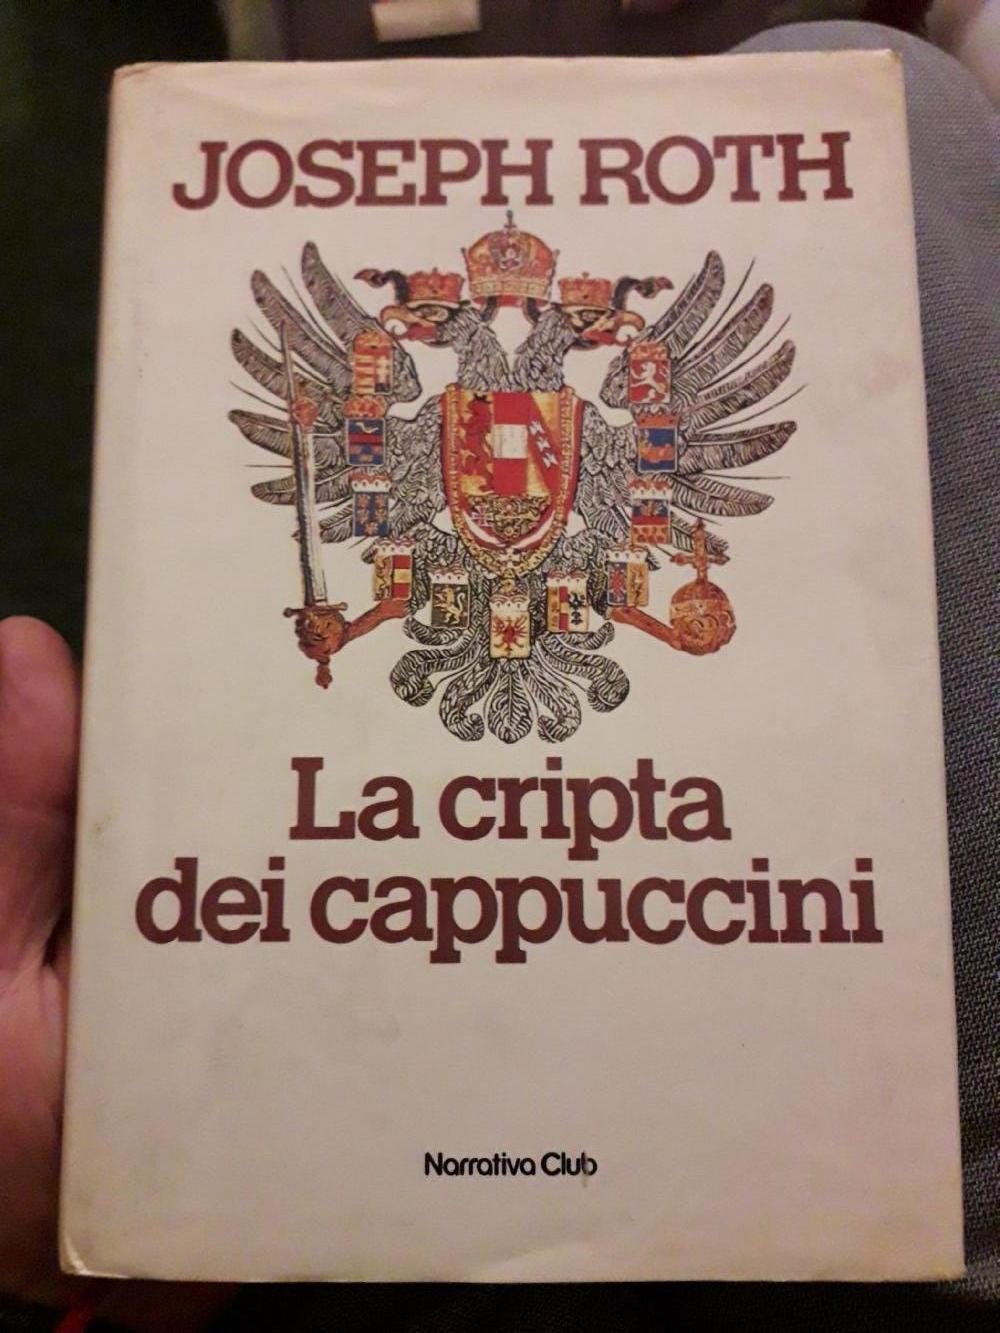 JOSEPH ROTH
La cripta
dei cappuccini
Narrativa Club